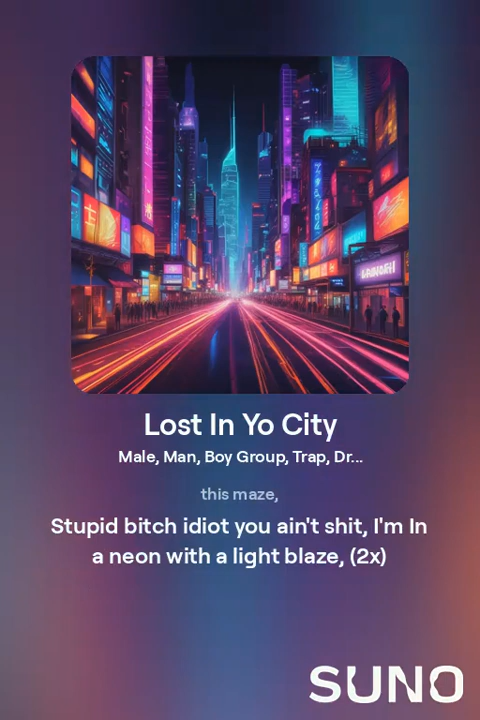 Lost In Yo City
Male, Man, Boy Group, Trap, Dr...
this maze,
Stupid bitch idiot you ain't shit, I'm In
a neon with a light blaze, (2x)
SUNO